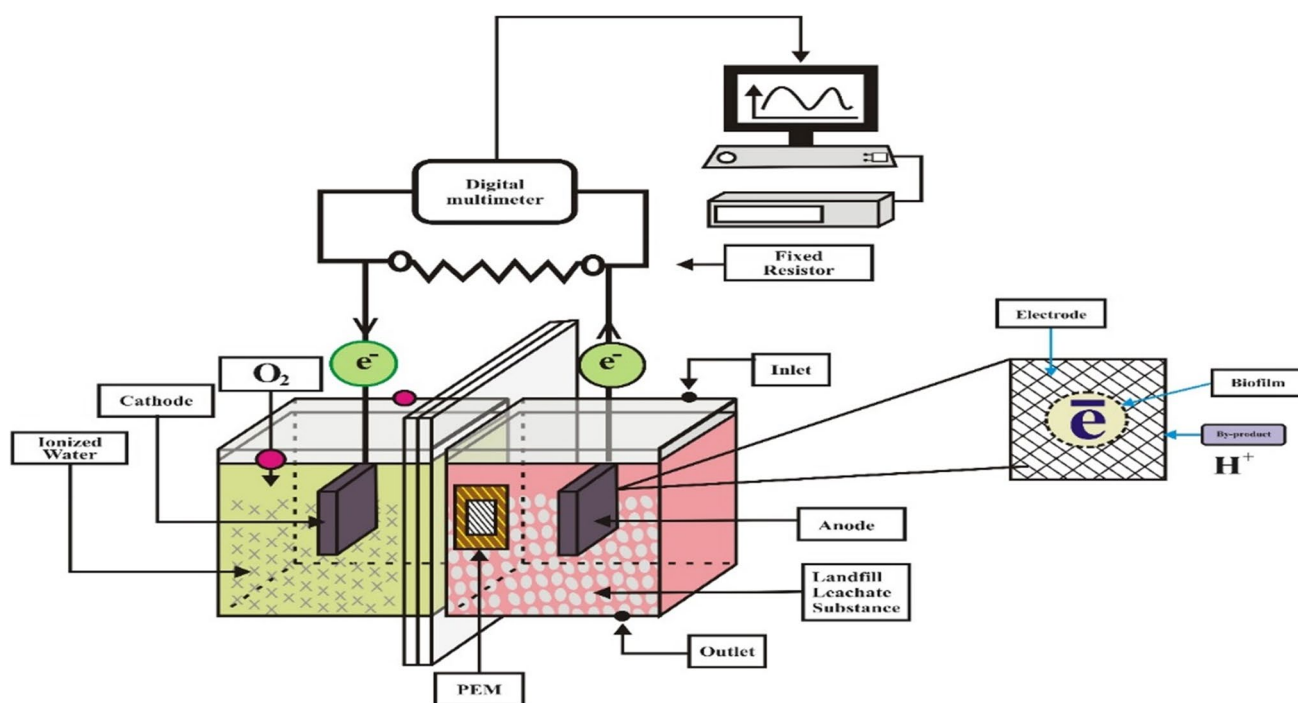 Digital
multimeter
Fixed
Resistor
e-
e-
O2
Inlet
Electrode
Cathode
Biofilm
ē
Ionized
Water
By-product
H+
Anode
Landfill
Leachate
Substance
Outlet
PEM